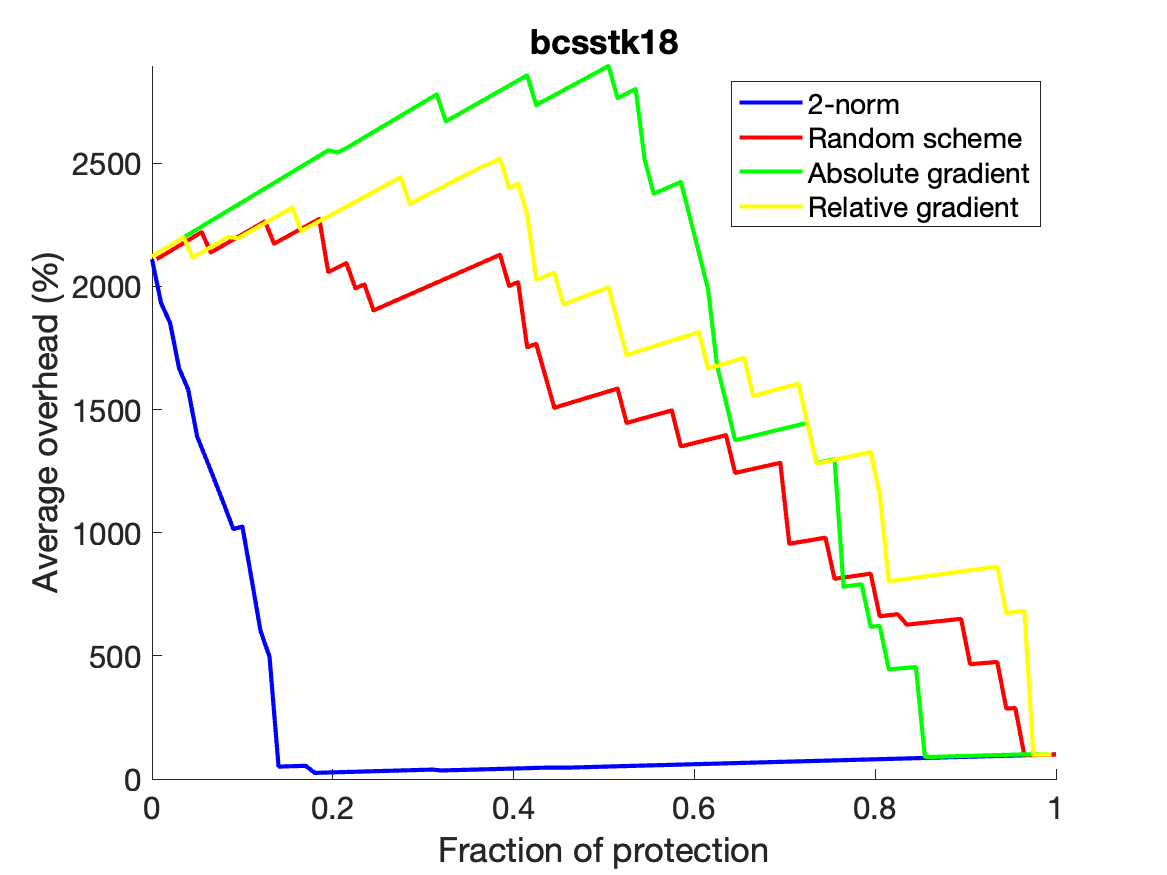 bcsstk18
2-norm
Random scheme
Absolute gradient
Relative gradient
Average overhead (%)
2500
2000
1500
1000
500
0
0 0.2 0.4 0.6 0.8 1
Fraction of protection